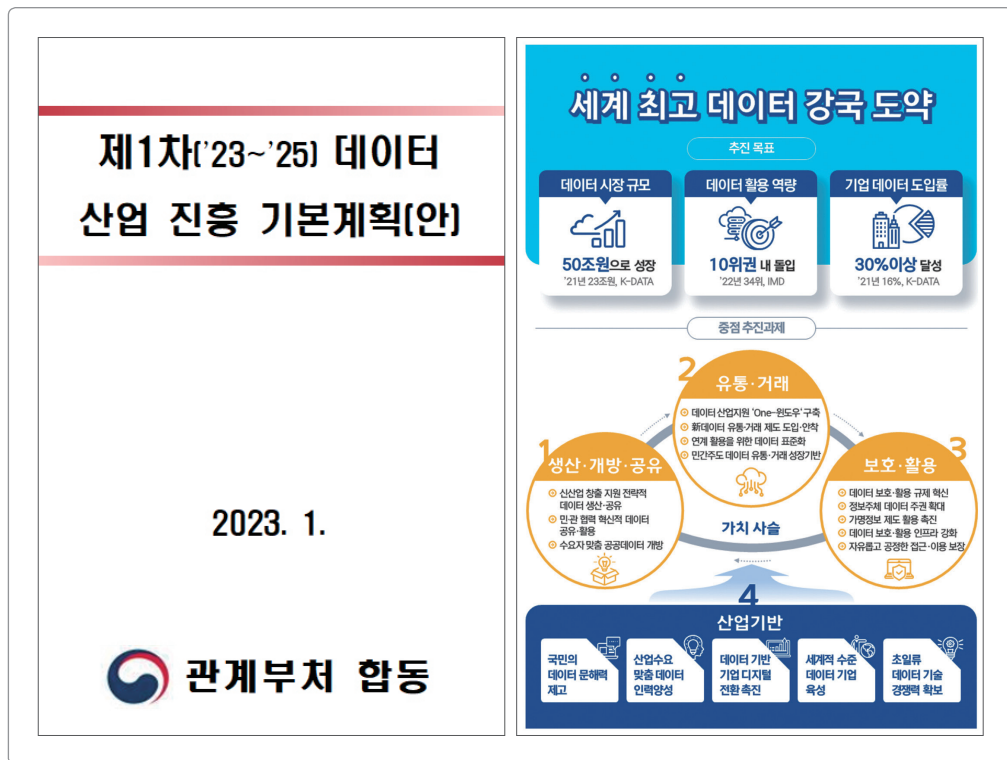 제1차('23~'25) 데이터
산업 진흥 기본계획(안)
2023. 1.
관계부처 합동
세계 최고 데이터 강국 도약
추진 목표
데이터 시장 규모
50조원으로 성장
'21년 23조원, K-DATA
데이터 활용 역량
10위권 내 돌입
'22년 34위, IMD
기업 데이터 도입률
30%이상 달성
'21년 16%, K-DATA
중점 추진과제
1
생산·개방·공유
신산업 창출 지원 전략적
데이터 생산·공유
민·관 협력 혁신적 데이터
공유·활용
수요자 맞춤 공공데이터 개방
2
유통·거래
데이터 산업지원 'One-윈도우' 구축
新데이터 유통·거래 제도 도입·안착
연계 활용을 위한 데이터 표준화
민간주도 데이터 유통·거래 성장기반
3
보호·활용
데이터 보호·활용 규제 혁신
정보주체 데이터 주권 확대
가명정보 제도 활용 촉진
데이터 보호·활용 인프라 강화
자유롭고 공정한 접근·이용 보장
가치 사슬
4
산업기반
국민의
데이터 문해력
제고
산업수요
맞춤 데이터
인력양성
데이터 기반
기업 디지털
전환 촉진
세계적 수준
데이터 기업
육성
초일류
데이터 기술
경쟁력 확보